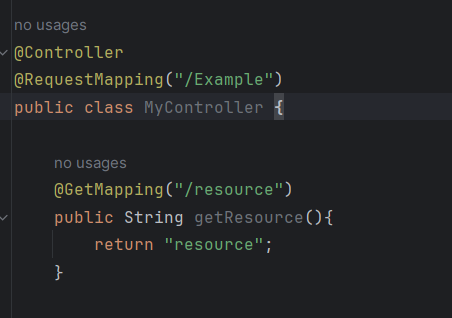 no usages
@Controller
@RequestMapping("/Example")
public class MyController {
no usages
@GetMapping("/resource")
public String getResource(){
return "resource";
}